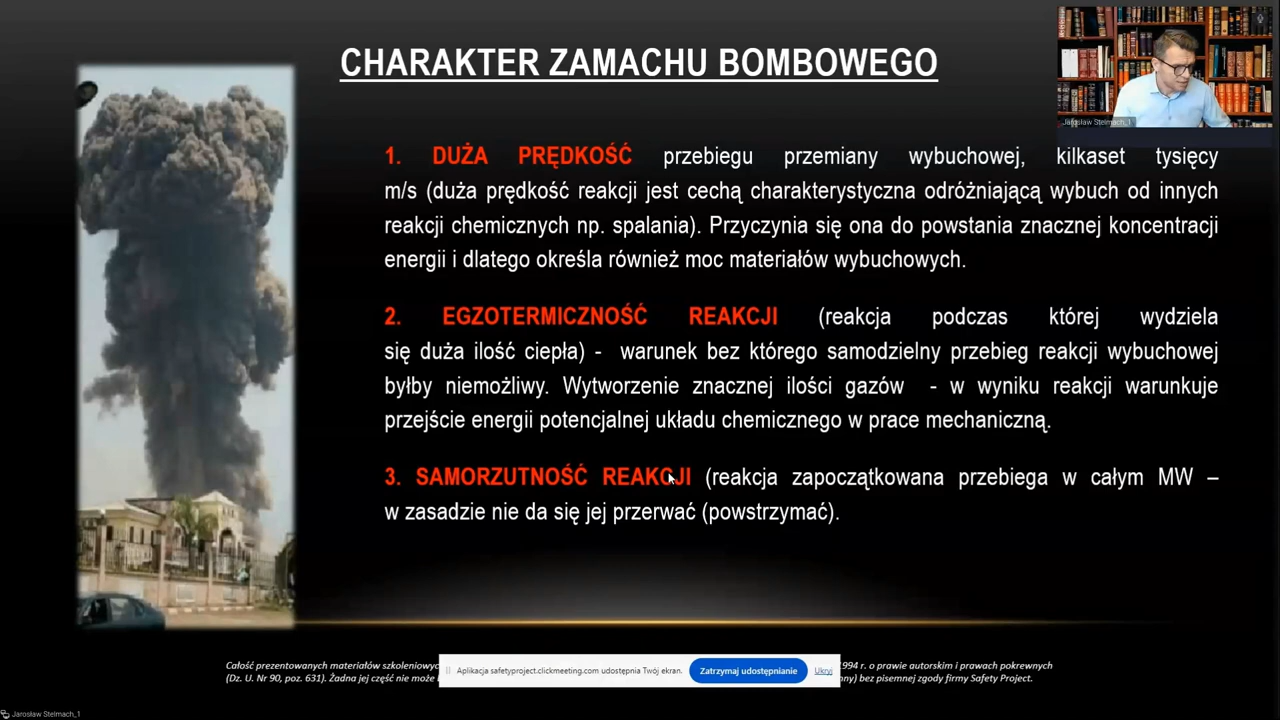 CHARAKTER ZAMACHU BOMBOWEGO
Jarosław Stelmach_1
1. DUŻA PRĘDKOŚĆ przebiegu przemiany wybuchowej, kilkaset tysięcy
m/s (duża prędkość reakcji jest cechą charakterystyczna odróżniającą wybuch od innych
reakcji chemicznych np. spalania). Przyczynia się ona do powstania znacznej koncentracji
energii i dlatego określa również moc materiałów wybuchowych.
2. EGZOTERMICZNOŚĆ REAKCJI (reakcja podczas której wydziela
się duża ilość ciepła) - warunek bez którego samodzielny przebieg reakcji wybuchowej
byłby niemożliwy. Wytworzenie znacznej ilości gazów - w wyniku reakcji warunkuje
przejście energii potencjalnej układu chemicznego w prace mechaniczną.
3. SAMORZUTNOŚĆ REAKCJI (reakcja zapoczątkowana przebiega w całym MW –
w zasadzie nie da się jej przerwać (powstrzymać).
Całość prezentowanych materiałów 1994 r. o prawie autorskim i prawach pokrewnych
(Dz. U. Nr 90, poz. 631). Żadna jej część nie może bez pisemnej zgody firmy Safety Project.
Aplikacja safetyproject.clickmeeting.com udostępnia Twój ekran. Zatrzymaj udostępnianie Ukryj
Jarosław Stelmach_1